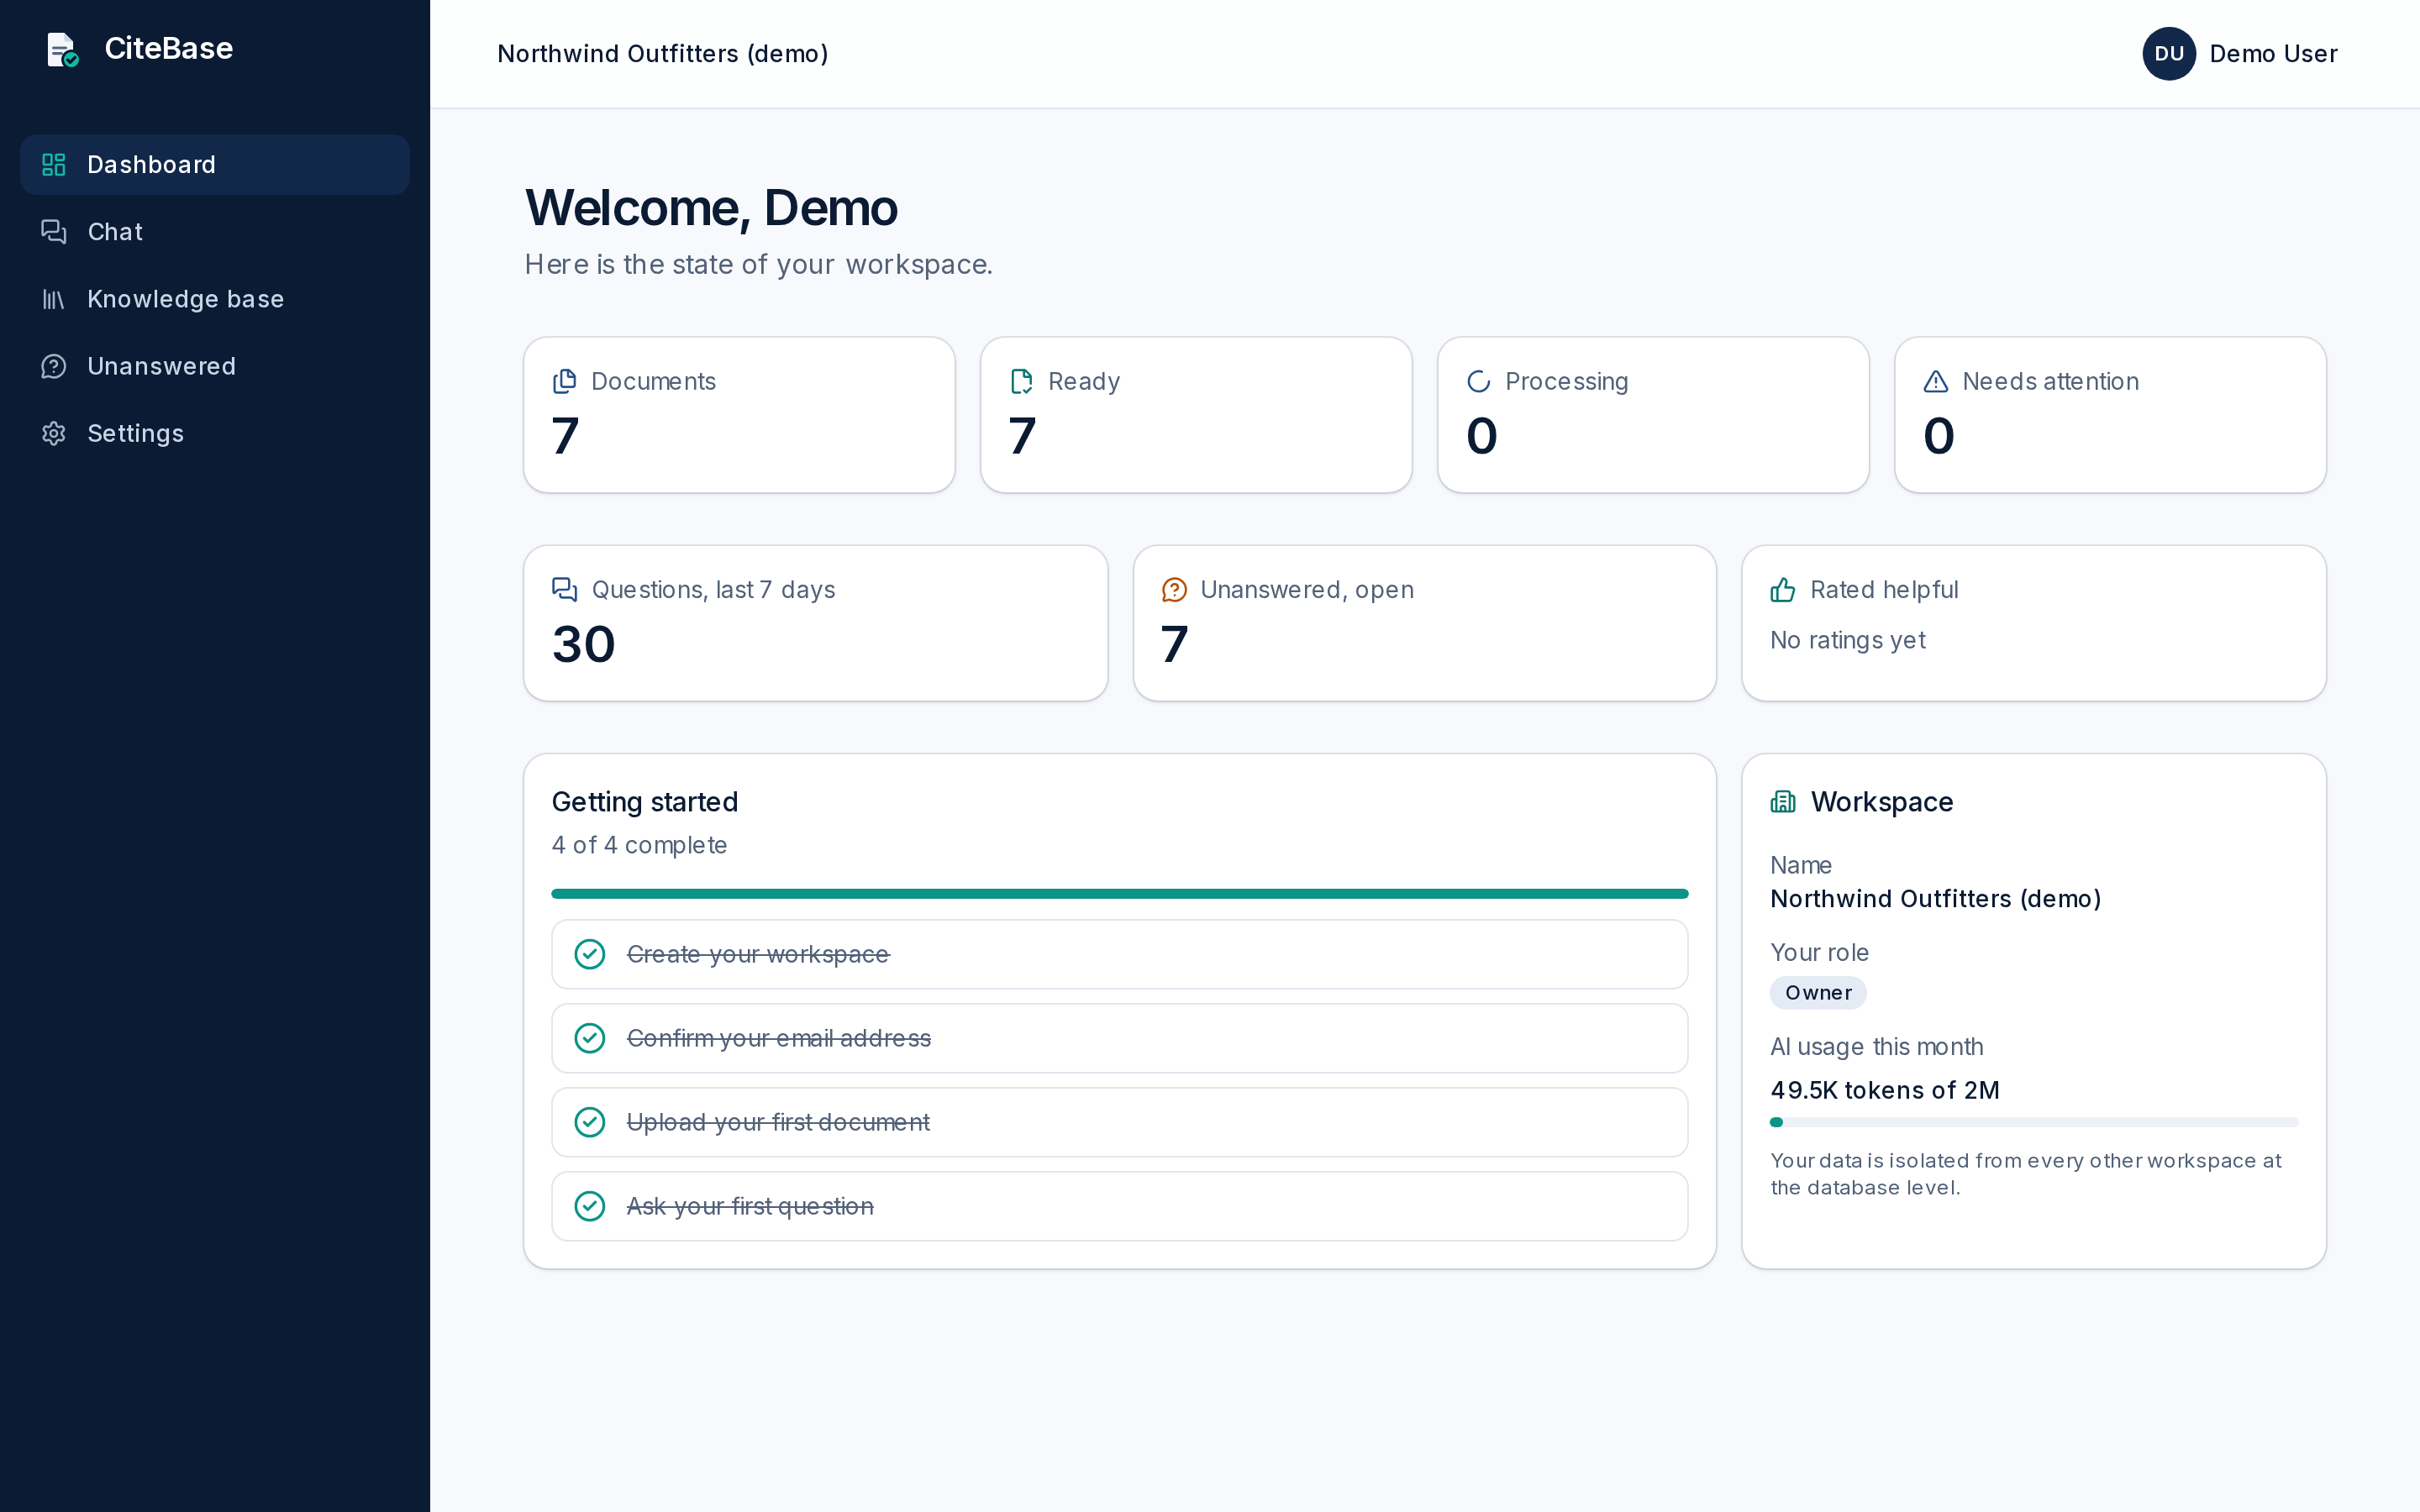 CiteBase
Dashboard
Chat
Knowledge base
Unanswered
Settings
Northwind Outfitters (demo)
DU
Demo User
Welcome, Demo
Here is the state of your workspace.
Documents
7
Ready
7
Processing
0
Needs attention
0
Questions, last 7 days
30
Unanswered, open
7
Rated helpful
No ratings yet
Getting started
4 of 4 complete
Create your workspace
Confirm your email address
Upload your first document
Ask your first question
Workspace
Name
Northwind Outfitters (demo)
Your role
Owner
AI usage this month
49.5K tokens of 2M
Your data is isolated from every other workspace at
the database level.